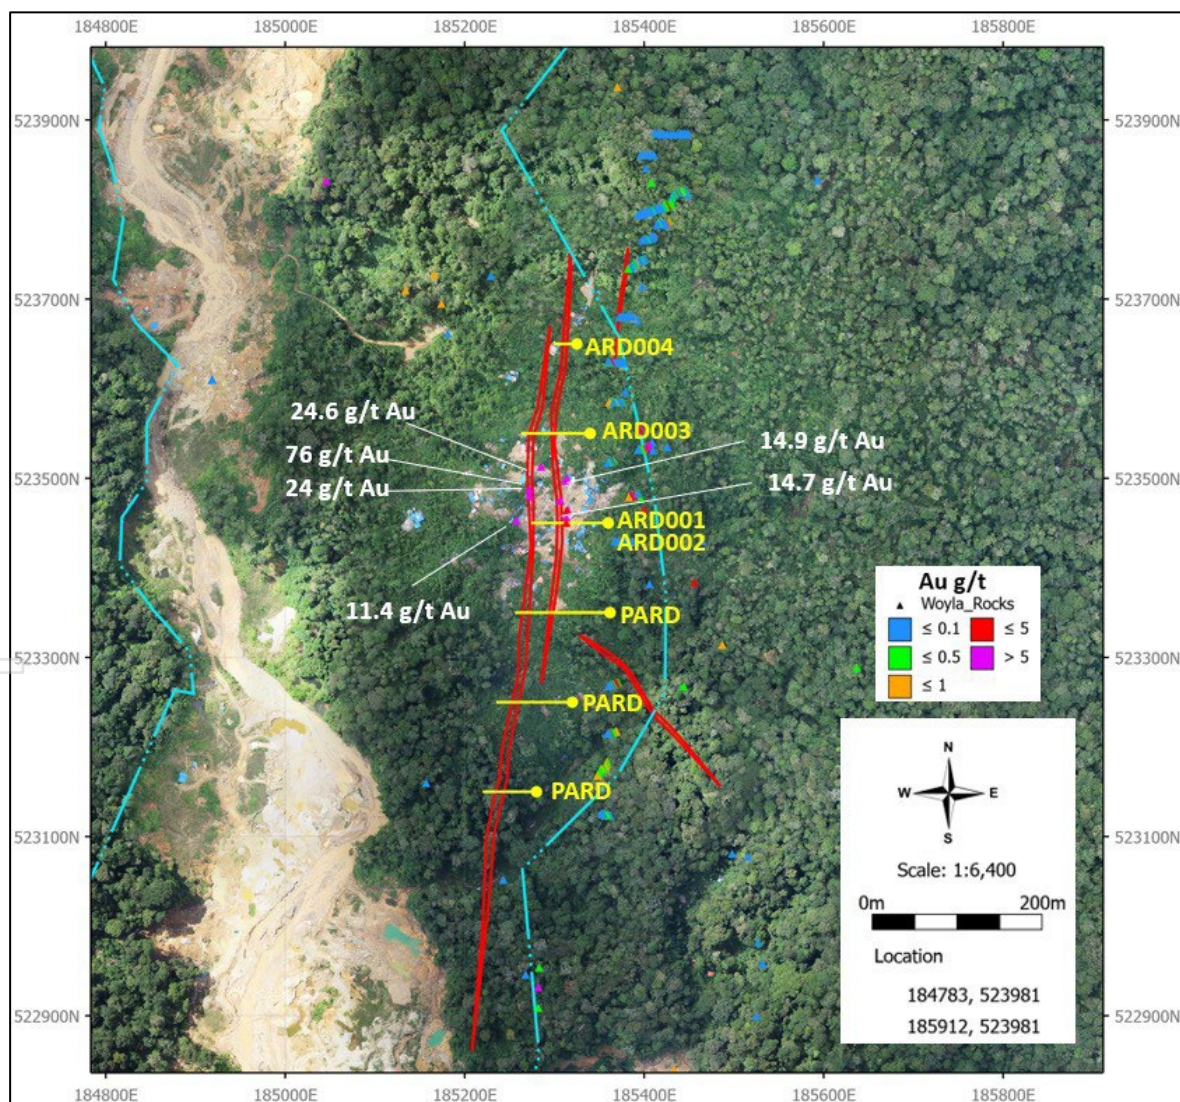 184800E 185000E 185200E 185400E 185600E 185800E
523900N 523900N
523700N 523700N
ARD004
24.6 g/t Au
ARD003
14.9 g/t Au
76 g/t Au
24 g/t Au
523500N 523500N
14.7 g/t Au
ARD001
ARD002
11.4 g/t Au
PARD
Au g/t
Woyla_Rocks
≤ 0.1 ≤ 5
≤ 0.5 > 5
≤ 1
523300N 523300N
PARD
PARD
N
W E
S
523100N 523100N
Scale: 1:6,400
0m 200m
Location
184783, 523981
185912, 523981
522900N 522900N
184800E 185000E 185200E 185400E 185600E 185800E